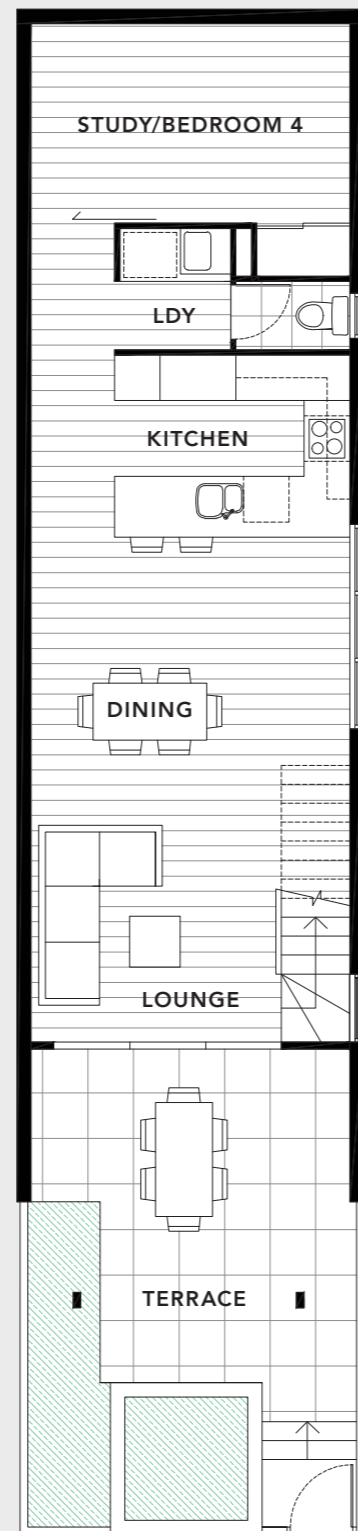 STUDY/BEDROOM 4
LDY
KITCHEN
DINING
LOUNGE
TERRACE